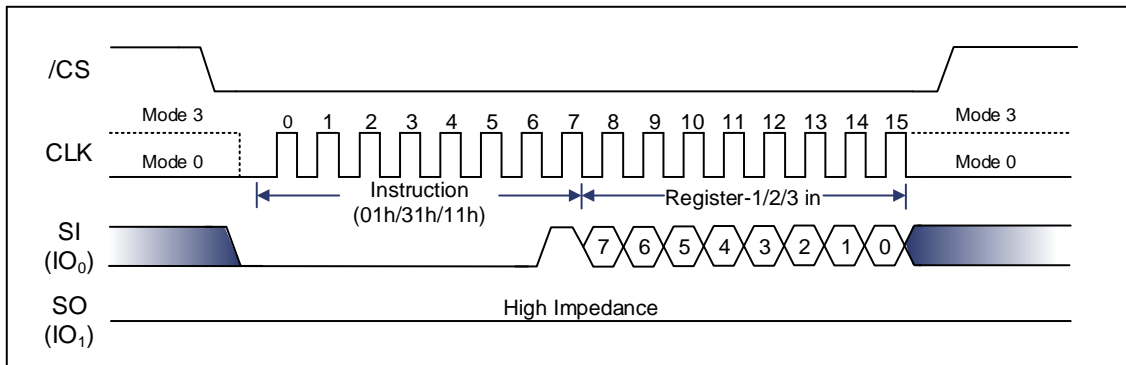 /CS
Mode 3
0 1 2 3 4 5 6 7 8 9 10 11 12 13 14 15
Mode 3
CLK
Mode 0
Mode 0
Instruction
(01h/31h/11h)
Register-1/2/3 in
SI
(IO₀)
7 6 5 4 3 2 1 0
SO
(IO₁)
High Impedance